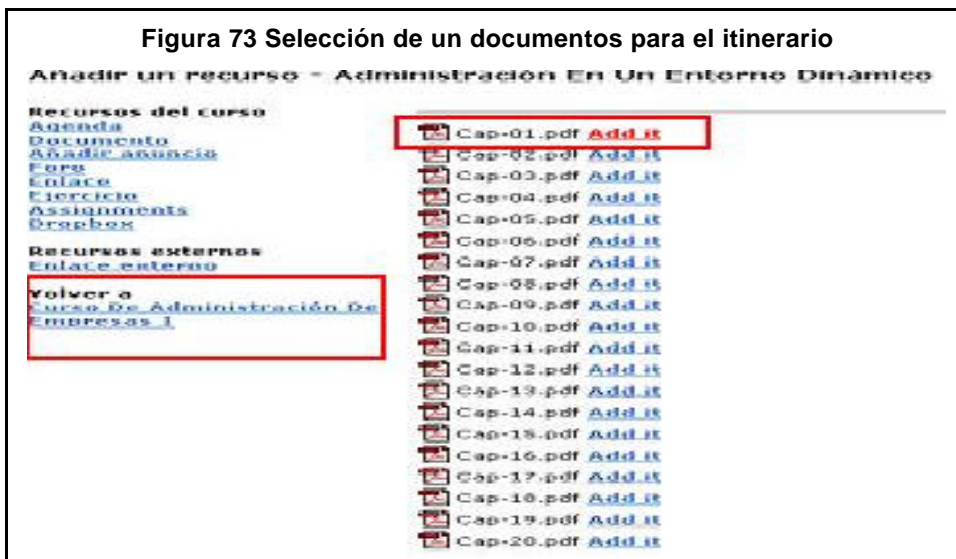 Figura 73 Selección de un documentos para el itinerario
Añadir un recurso - Administración En Un Entorno Dinámico
Recursos del curso
Agenda
Documento
Añadir anuncio
Foro
Enlace
Ejercicio
Assignments
Dropbox
Recursos externos
Enlace externo
Volver a
Curso De Administración De
Empresas I
Cap-01.pdf Add it
Cap-02.pdf Add it
Cap-03.pdf Add it
Cap-04.pdf Add it
Cap-05.pdf Add it
Cap-06.pdf Add it
Cap-07.pdf Add it
Cap-08.pdf Add it
Cap-09.pdf Add it
Cap-10.pdf Add it
Cap-11.pdf Add it
Cap-12.pdf Add it
Cap-13.pdf Add it
Cap-14.pdf Add it
Cap-15.pdf Add it
Cap-16.pdf Add it
Cap-17.pdf Add it
Cap-18.pdf Add it
Cap-19.pdf Add it
Cap-20.pdf Add it